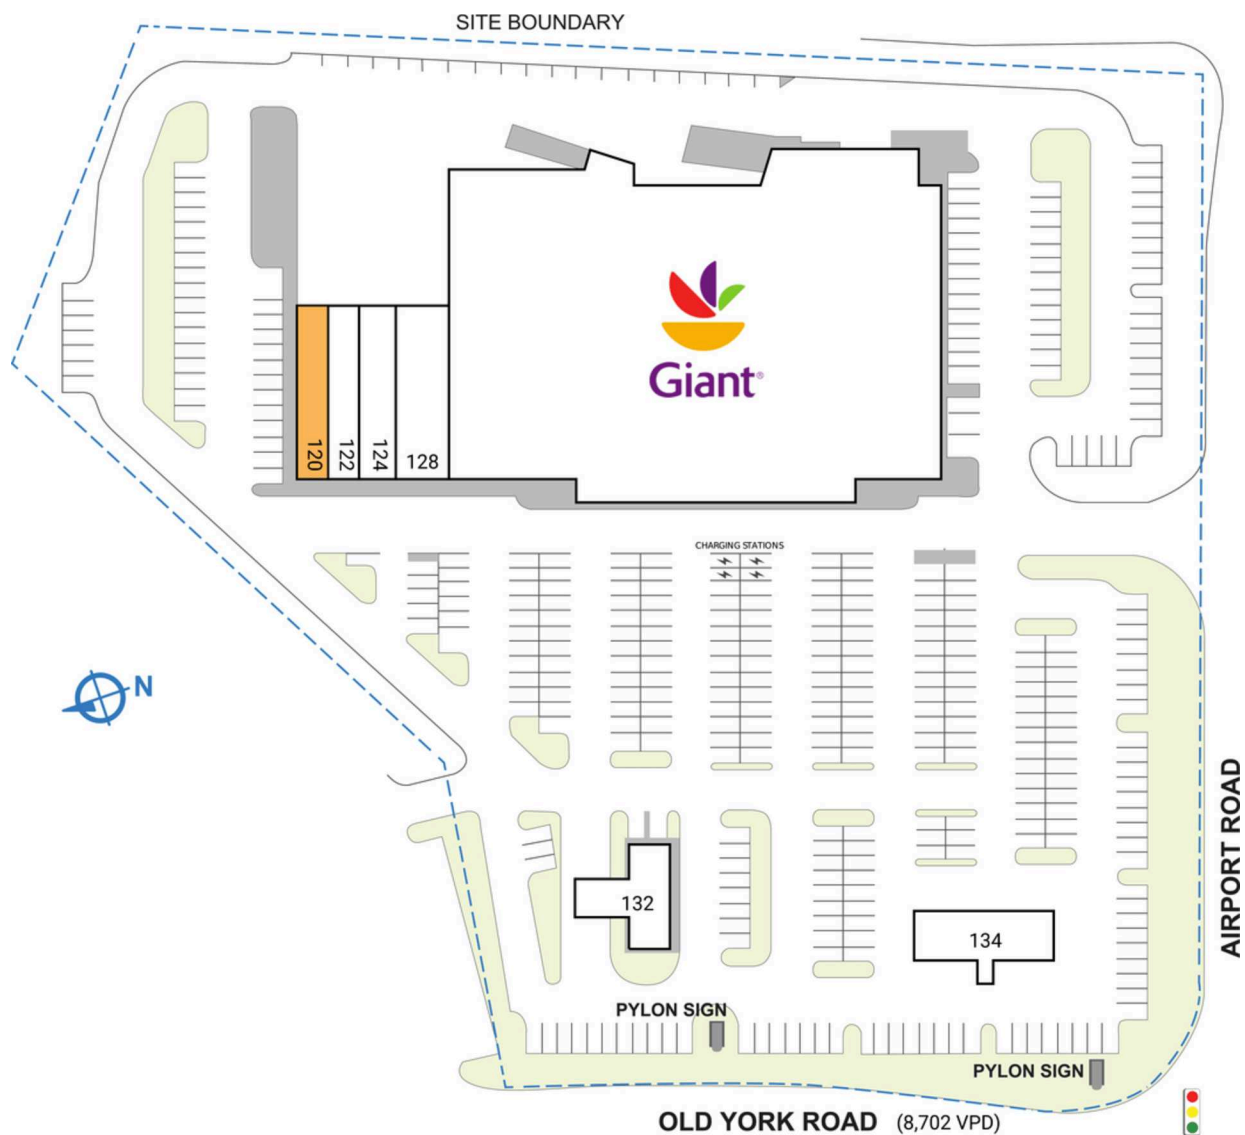 SITE BOUNDARY
Giant®
120
122
124
128
CHARGING STATIONS
N
132
134
AIRPORT ROAD
PYLON SIGN
PYLON SIGN
OLD YORK ROAD (8,702 VPD)